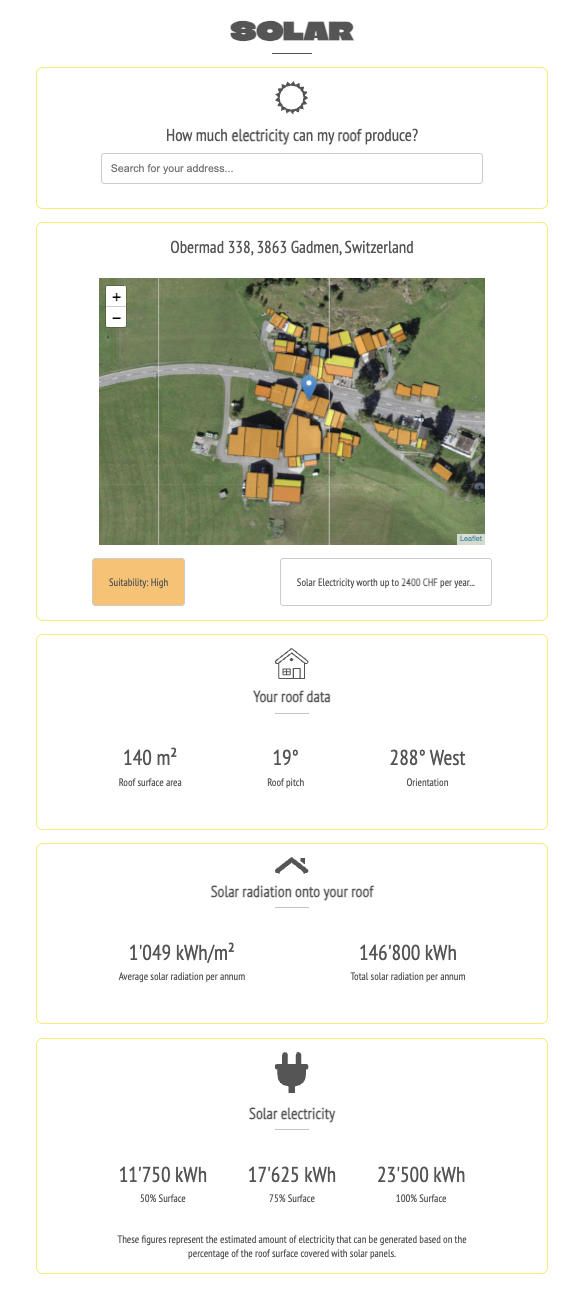 SOLAR
How much electricity can my roof produce?
Search for your address...
Obermad 338, 3863 Gadmen, Switzerland
+
−
Leaflet
Suitability: High
Solar Electricity worth up to 2400 CHF per year...
Your roof data
140 m² 19° 288° West
Roof surface area Roof pitch Orientation
Solar radiation onto your roof
1'049 kWh/m² 146'800 kWh
Average solar radiation per annum Total solar radiation per annum
Solar electricity
11'750 kWh 17'625 kWh 23'500 kWh
50% Surface 75% Surface 100% Surface
These figures represent the estimated amount of electricity that can be generated based on the
percentage of the roof surface covered with solar panels.